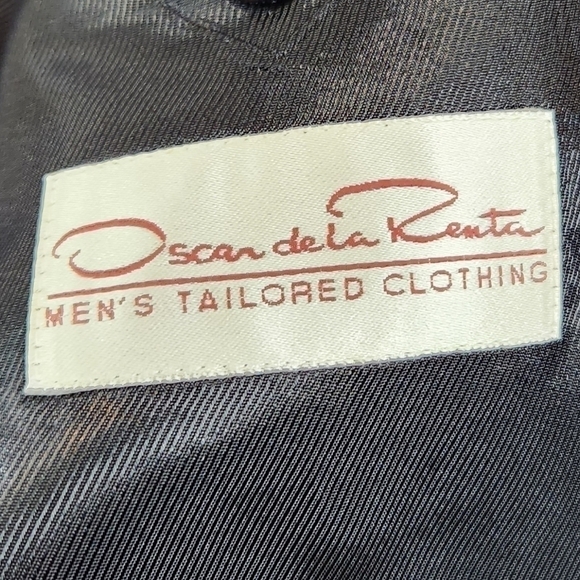 Oscar de la Renta
MEN'S TAILORED CLOTHING